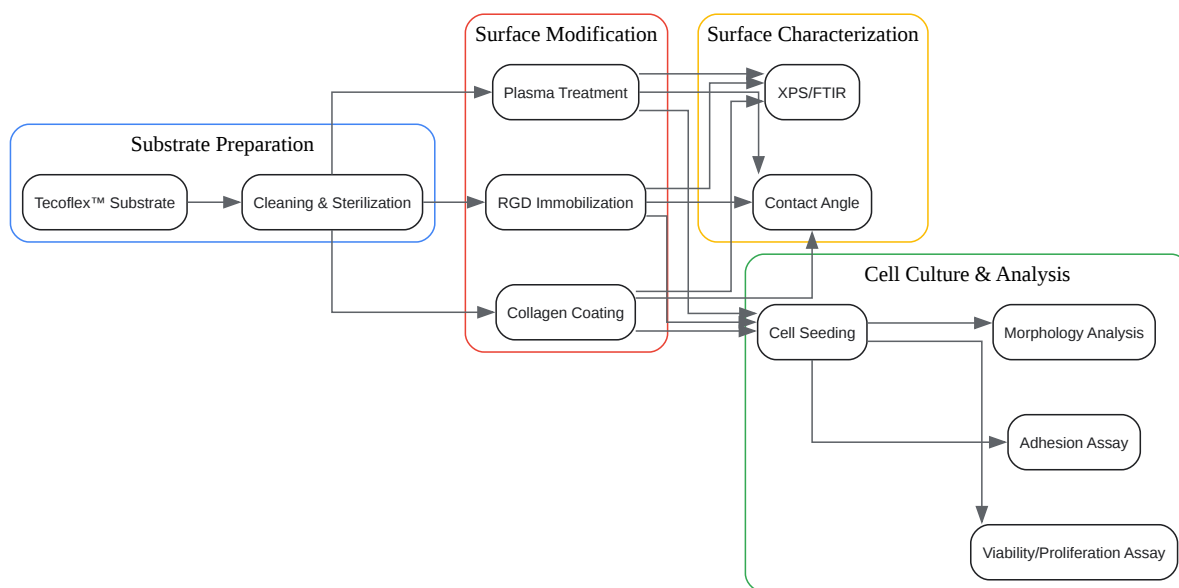 Substrate Preparation
Tecoflex™ Substrate
Cleaning & Sterilization
Surface Modification
Plasma Treatment
RGD Immobilization
Collagen Coating
Surface Characterization
XPS/FTIR
Contact Angle
Cell Culture & Analysis
Cell Seeding
Morphology Analysis
Adhesion Assay
Viability/Proliferation Assay